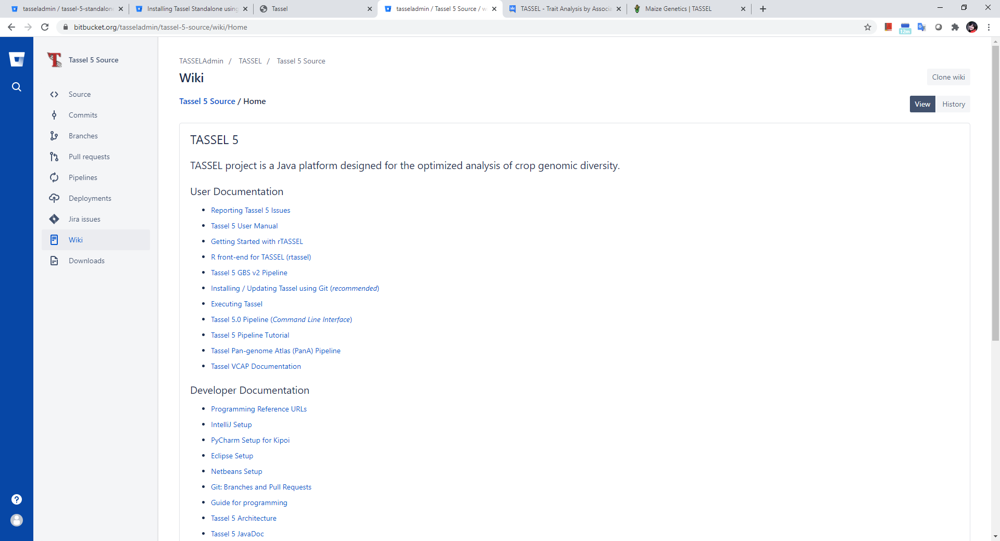 tasseladmin / tassel-5-standalone
Installing Tassel Standalone using
Tassel
tasseladmin / Tassel 5 Source / w
TASSEL - Trait Analysis by Associa
Maize Genetics | TASSEL
bitbucket.org/tasseladmin/tassel-5-source/wiki/Home
12m
Tassel 5 Source
Source
Commits
Branches
Pull requests
Pipelines
Deployments
Jira issues
Wiki
Downloads
TASSELAdmin / TASSEL / Tassel 5 Source
Wiki
Clone wiki
Tassel 5 Source / Home
View
History
TASSEL 5
TASSEL project is a Java platform designed for the optimized analysis of crop genomic diversity.
User Documentation
• Reporting Tassel 5 Issues
• Tassel 5 User Manual
• Getting Started with rTASSEL
• R front-end for TASSEL (rtassel)
• Tassel 5 GBS v2 Pipeline
• Installing / Updating Tassel using Git (recommended)
• Executing Tassel
• Tassel 5.0 Pipeline (Command Line Interface)
• Tassel 5 Pipeline Tutorial
• Tassel Pan-genome Atlas (PanA) Pipeline
• Tassel VCAP Documentation
Developer Documentation
• Programming Reference URLs
• IntelliJ Setup
• PyCharm Setup for Kipoi
• Eclipse Setup
• Netbeans Setup
• Git: Branches and Pull Requests
• Guide for programming
• Tassel 5 Architecture
• Tassel 5 JavaDoc